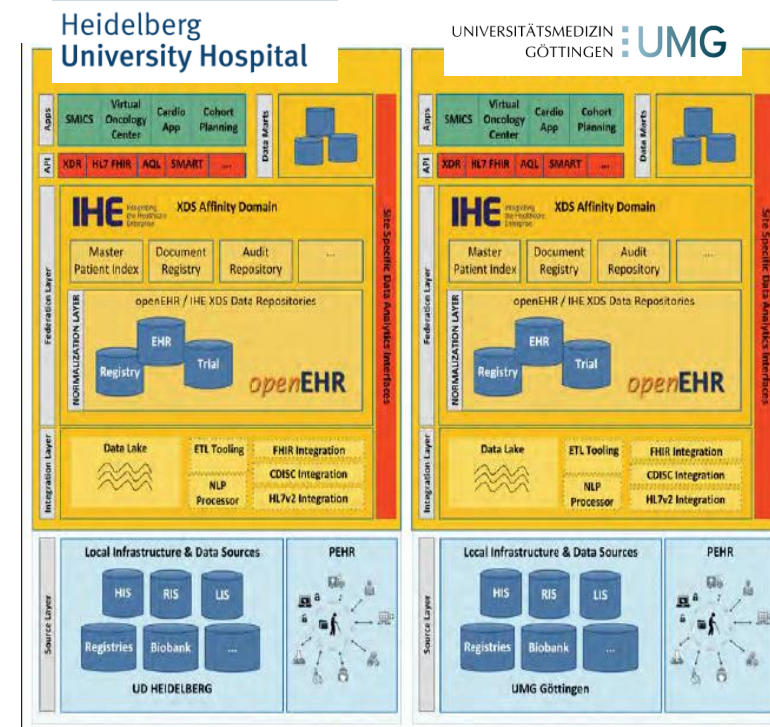 Heidelberg
University Hospital
Apps
SMICS
Virtual
Oncology
Center
Cardio
App
Cohort
Planning
Data Marts
API
XDR
HL7 FHIR
AQL
SMART
...
Federation Layer
IHE
Integrating
the Healthcare
Enterprise
XDS Affinity Domain
Master
Patient Index
Document
Registry
Audit
Repository
...
NORMALIZATION LAYER
openEHR / IHE XDS Data Repositories
EHR
Registry
Trial
openEHR
Site Specific Data Analytics Interfaces
Integration Layer
Data Lake
ETL Tooling
NLP
Processor
FHIR Integration
CDISC Integration
HL7v2 Integration
Source Layer
Local Infrastructure & Data Sources
HIS
RIS
LIS
Registries
Biobank
...
UD HEIDELBERG
PEHR
UNIVERSITÄTSMEDIZIN
GÖTTINGEN
UMG
Apps
SMICS
Virtual
Oncology
Center
Cardio
App
Cohort
Planning
Data Marts
API
XDR
HL7 FHIR
AQL
SMART
...
Federation Layer
IHE
Integrating
the Healthcare
Enterprise
XDS Affinity Domain
Master
Patient Index
Document
Registry
Audit
Repository
...
NORMALIZATION LAYER
openEHR / IHE XDS Data Repositories
EHR
Registry
Trial
openEHR
Site Specific Data Analytics Interfaces
Integration Layer
Data Lake
ETL Tooling
NLP
Processor
FHIR Integration
CDISC Integration
HL7v2 Integration
Source Layer
Local Infrastructure & Data Sources
HIS
RIS
LIS
Registries
Biobank
...
UMG Göttingen
PEHR